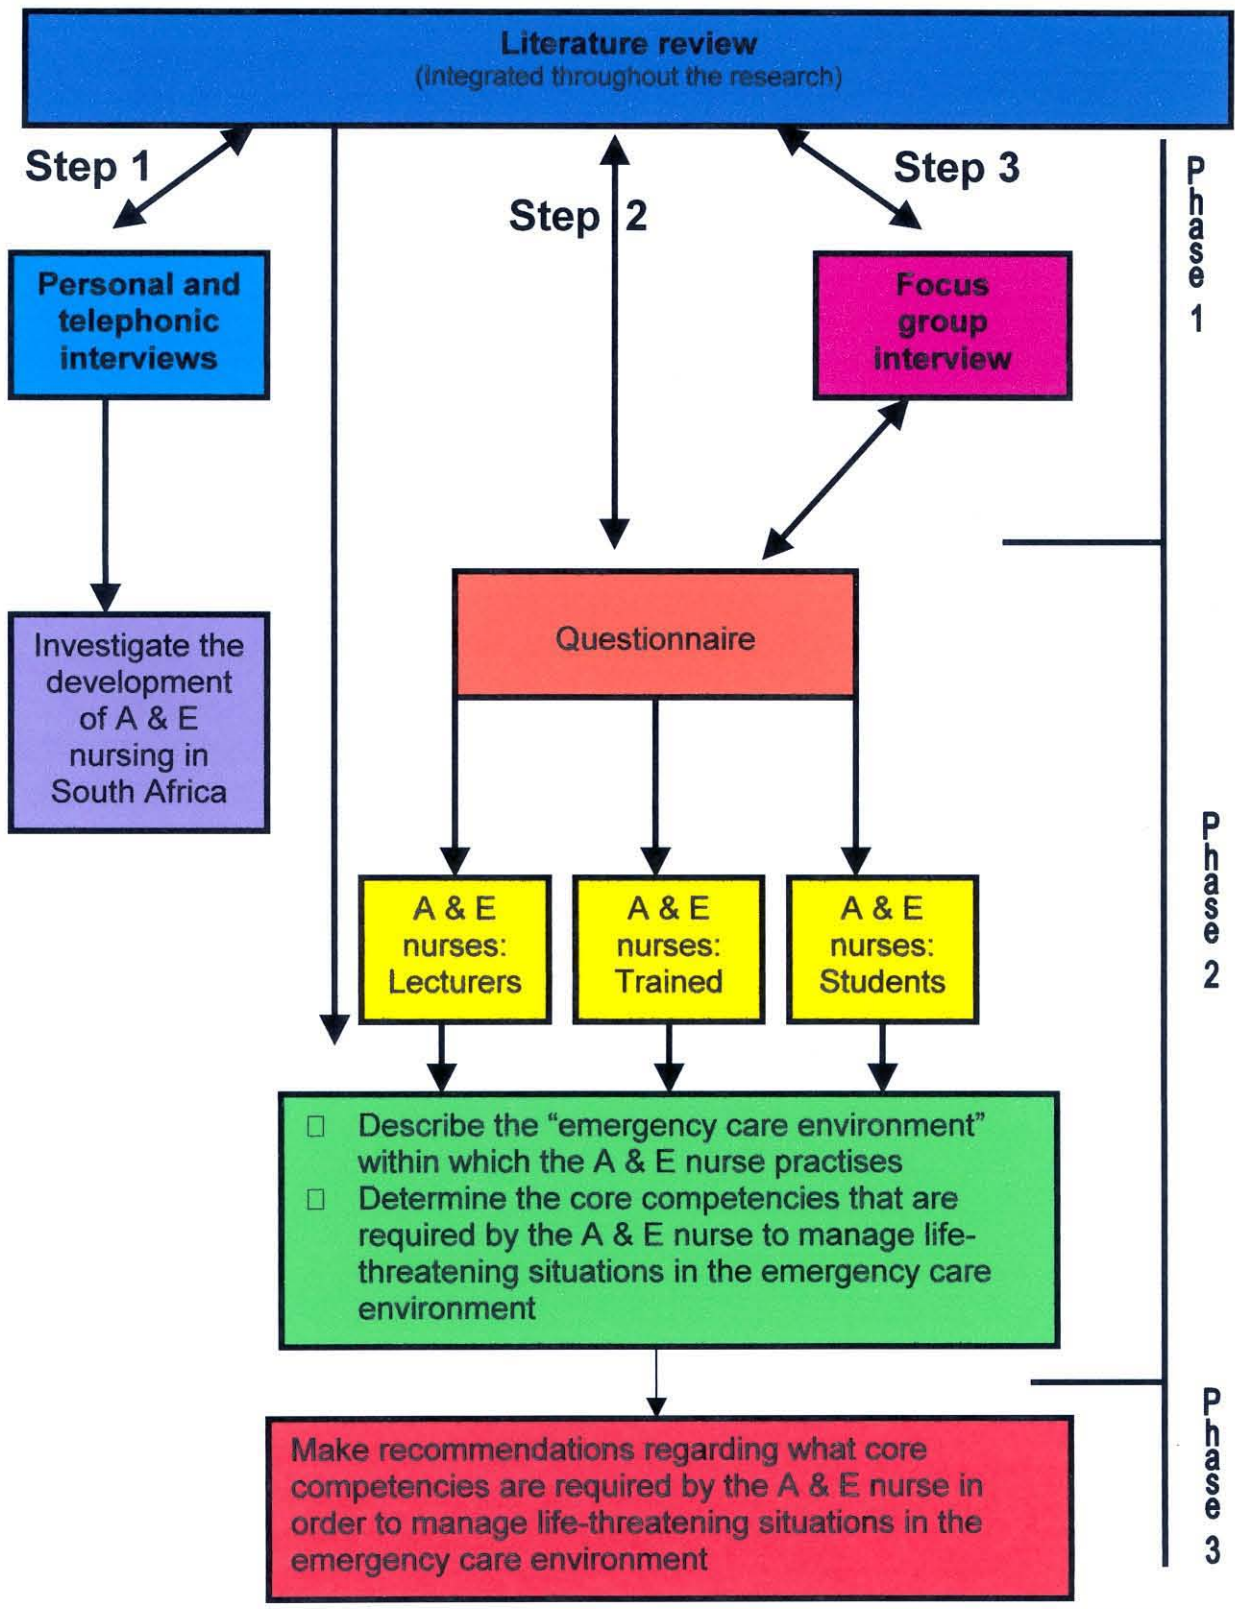 Literature review
(Integrated throughout the research)
Step 1
Step 2
Step 3
Phase 1
Personal and
telephonic
interviews
Focus
group
interview
Investigate the
development
of A & E
nursing in
South Africa
Questionnaire
Phase 2
A & E
nurses:
Lecturers
A & E
nurses:
Trained
A & E
nurses:
Students
Describe the “emergency care environment”
within which the A & E nurse practises
Determine the core competencies that are
required by the A & E nurse to manage life-
threatening situations in the emergency care
environment
Phase 3
Make recommendations regarding what core
competencies are required by the A & E nurse in
order to manage life-threatening situations in the
emergency care environment